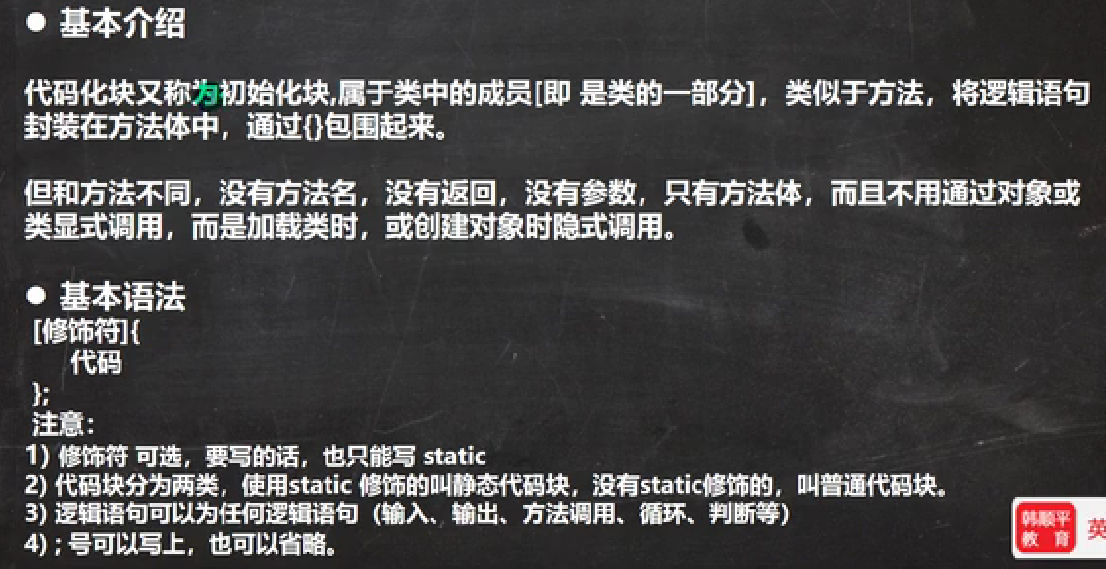 ● 基本介绍
代码化块又称为初始化块,属于类中的成员[即 是类的一部分]，类似于方法，将逻辑语句
封装在方法体中，通过{}包围起来。
但和方法不同，没有方法名，没有返回，没有参数，只有方法体，而且不用通过对象或
类显式调用，而是加载类时，或创建对象时隐式调用。
● 基本语法
[修饰符]{
代码
};
注意：
1) 修饰符 可选，要写的话，也只能写 static
2) 代码块分为两类，使用static 修饰的叫静态代码块，没有static修饰的，叫普通代码块。
3) 逻辑语句可以为任何逻辑语句（输入、输出、方法调用、循环、判断等）
4) ; 号可以写上，也可以省略。
韩顺平
教 育
英